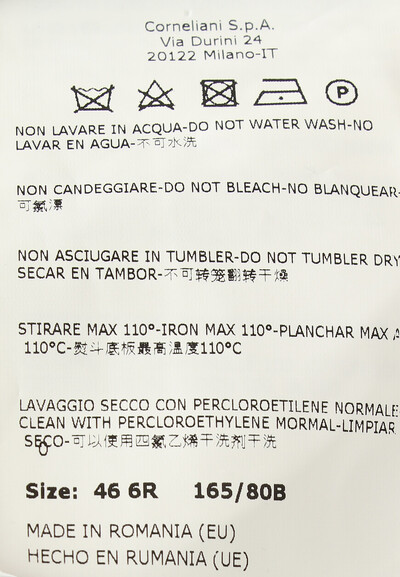 Corneliani S.p.A.
Via Durini 24
20122 Milano-IT
P
NON LAVARE IN ACQUA-DO NOT WATER WASH-NO
LAVAR EN AGUA-不可水洗
NON CANDEGGIARE-DO NOT BLEACH-NO BLANQUEAR-
可氯漂
NON ASCIUGARE IN TUMBLER-DO NOT TUMBLER DRY
SECAR EN TAMBOR-不可转笼翻转干燥
STIRARE MAX 110°-IRON MAX 110°-PLANCHAR MAX A
110°C-熨斗底板最高温度110°C
LAVAGGIO SECCO CON PERCLOROETILENE NORMALE
CLEAN WITH PERCLOROETHYLENE MORMAL-LIMPIAR
SECO-可以使用四氯乙烯干洗剂干洗
Size: 46 6R 165/80B
MADE IN ROMANIA (EU)
HECHO EN RUMANIA (UE)